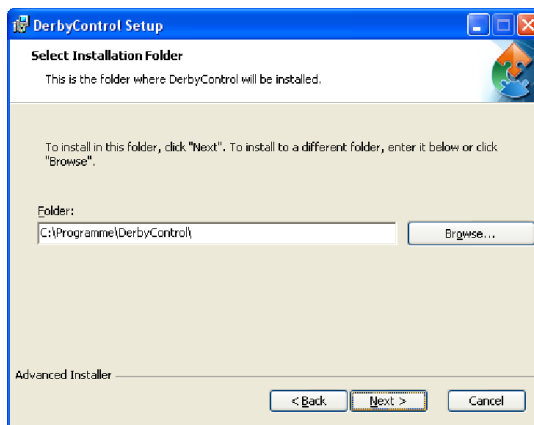 DerbyControl Setup
Select Installation Folder
This is the folder where DerbyControl will be installed.
To install in this folder, click "Next". To install to a different folder, enter it below or click
"Browse".
Folder:
C:\Programme\DerbyControl\
Browse...
Advanced Installer
< Back
Next >
Cancel